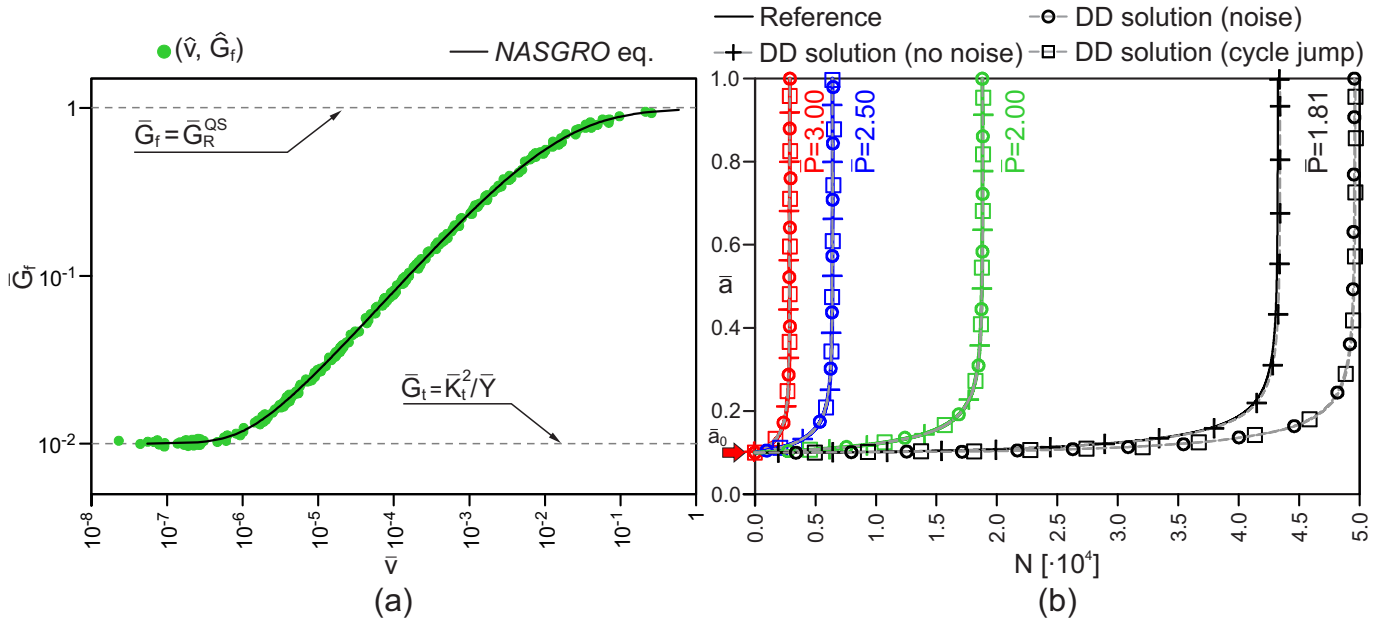 (v̂, Ĝf)
NASGRO eq.
1
10-1
10-2
Ḡf
Ḡf=ḠRQS
Ḡt=K̄t2/Ȳ
10-8
10-7
10-6
10-5
10-4
10-3
10-2
10-1
1
v̄
(a)
Reference
DD solution (noise)
DD solution (no noise)
DD solution (cycle jump)
1.0
0.8
0.6
0.4
0.2
0.0
ā
ā0
P̄=3.00
P̄=2.50
P̄=2.00
P̄=1.81
0.0
0.5
1.0
1.5
2.0
2.5
3.0
3.5
4.0
4.5
5.0
N [·104]
(b)